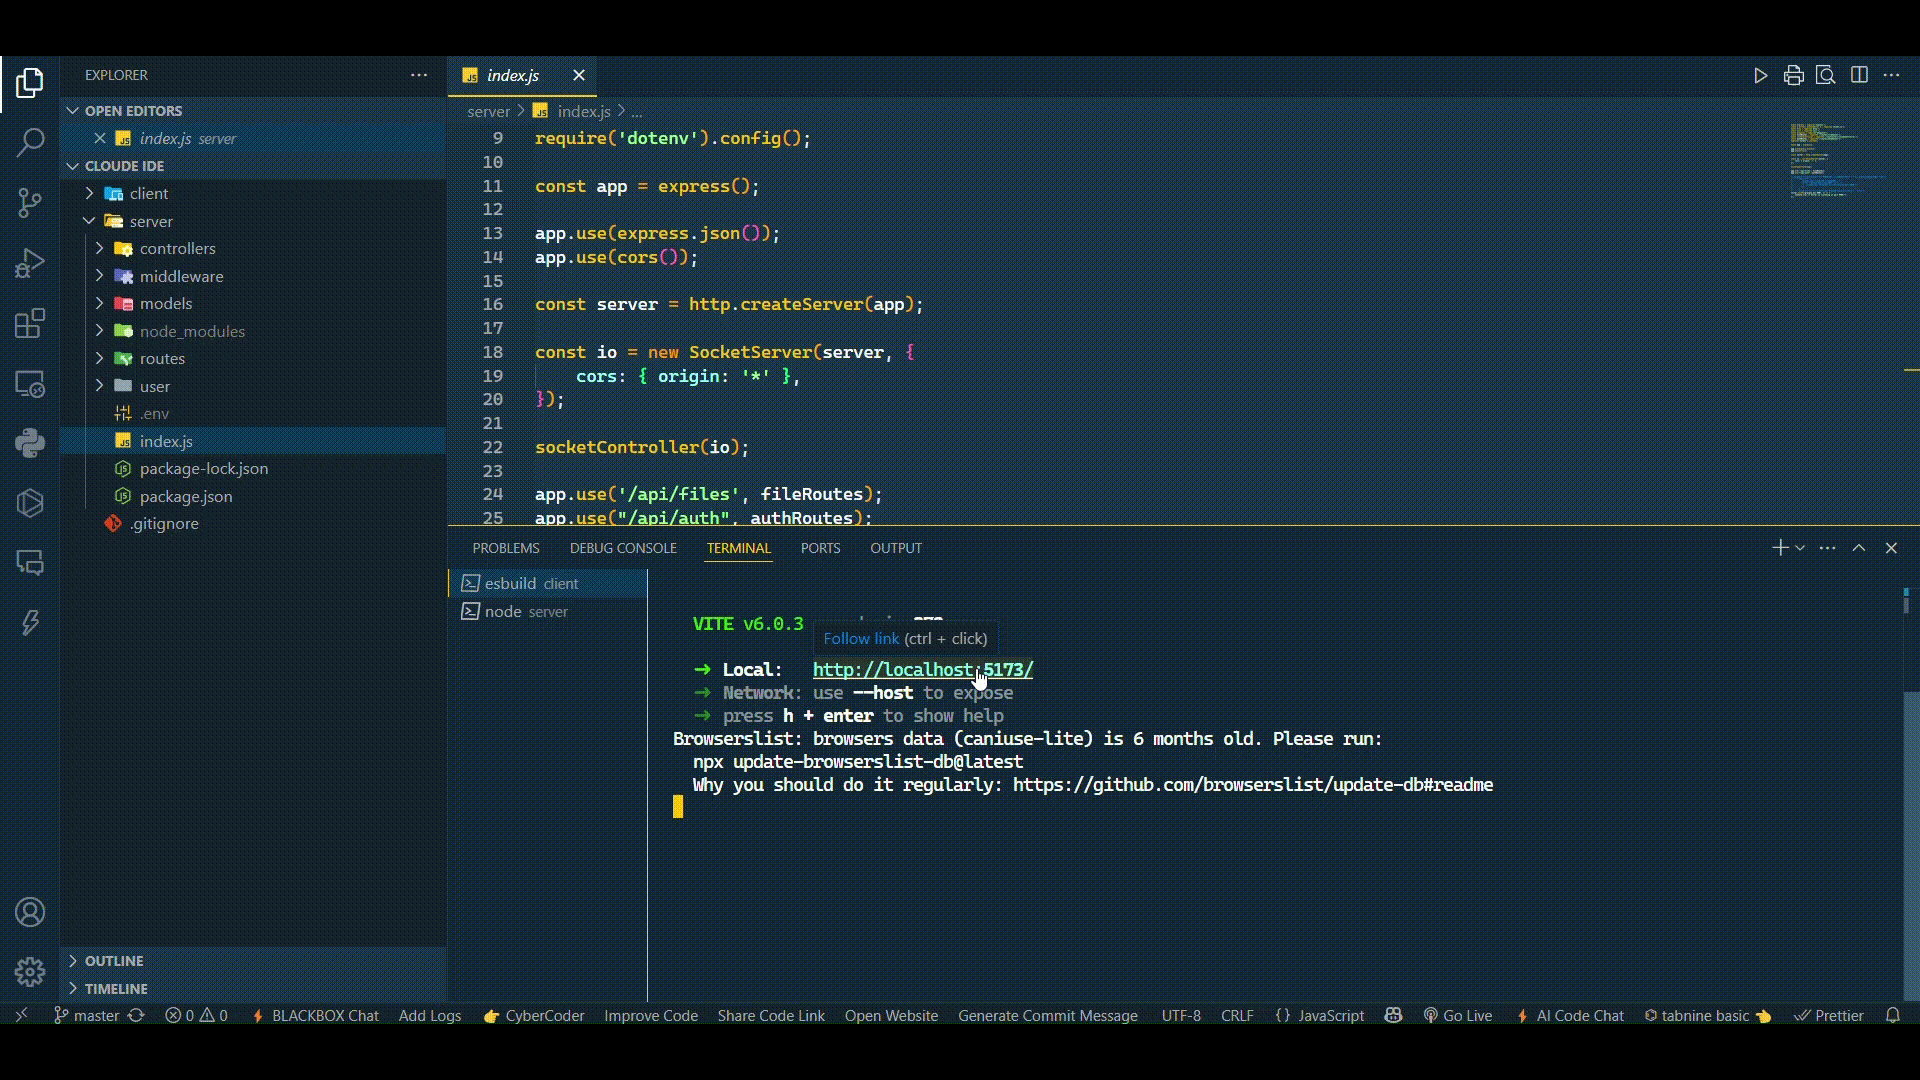 EXPLORER
OPEN EDITORS
index.js server
CLOUDE IDE
client
server
controllers
middleware
models
node_modules
routes
user
.env
index.js
package-lock.json
package.json
.gitignore
OUTLINE
TIMELINE
index.js
server > index.js > ...
9 require('dotenv').config();
10
11 const app = express();
12
13 app.use(express.json());
14 app.use(cors());
15
16 const server = http.createServer(app);
17
18 const io = new SocketServer(server, {
19 cors: { origin: '*' },
20 });
21
22 socketController(io);
23
24 app.use('/api/files', fileRoutes);
25 app.use("/api/auth", authRoutes);
PROBLEMS DEBUG CONSOLE TERMINAL PORTS OUTPUT
esbuild client
node server
VITE v6.0.3
Follow link (ctrl + click)
➜ Local: http://localhost:5173/
➜ Network: use --host to expose
➜ press h + enter to show help
Browserslist: browsers data (caniuse-lite) is 6 months old. Please run:
npx update-browserslist-db@latest
Why you should do it regularly: https://github.com/browserslist/update-db#readme
master 0 0 BLACKBOX Chat Add Logs CyberCoder Improve Code Share Code Link Open Website Generate Commit Message UTF-8 CRLF {} JavaScript Go Live AI Code Chat tabnine basic Prettier